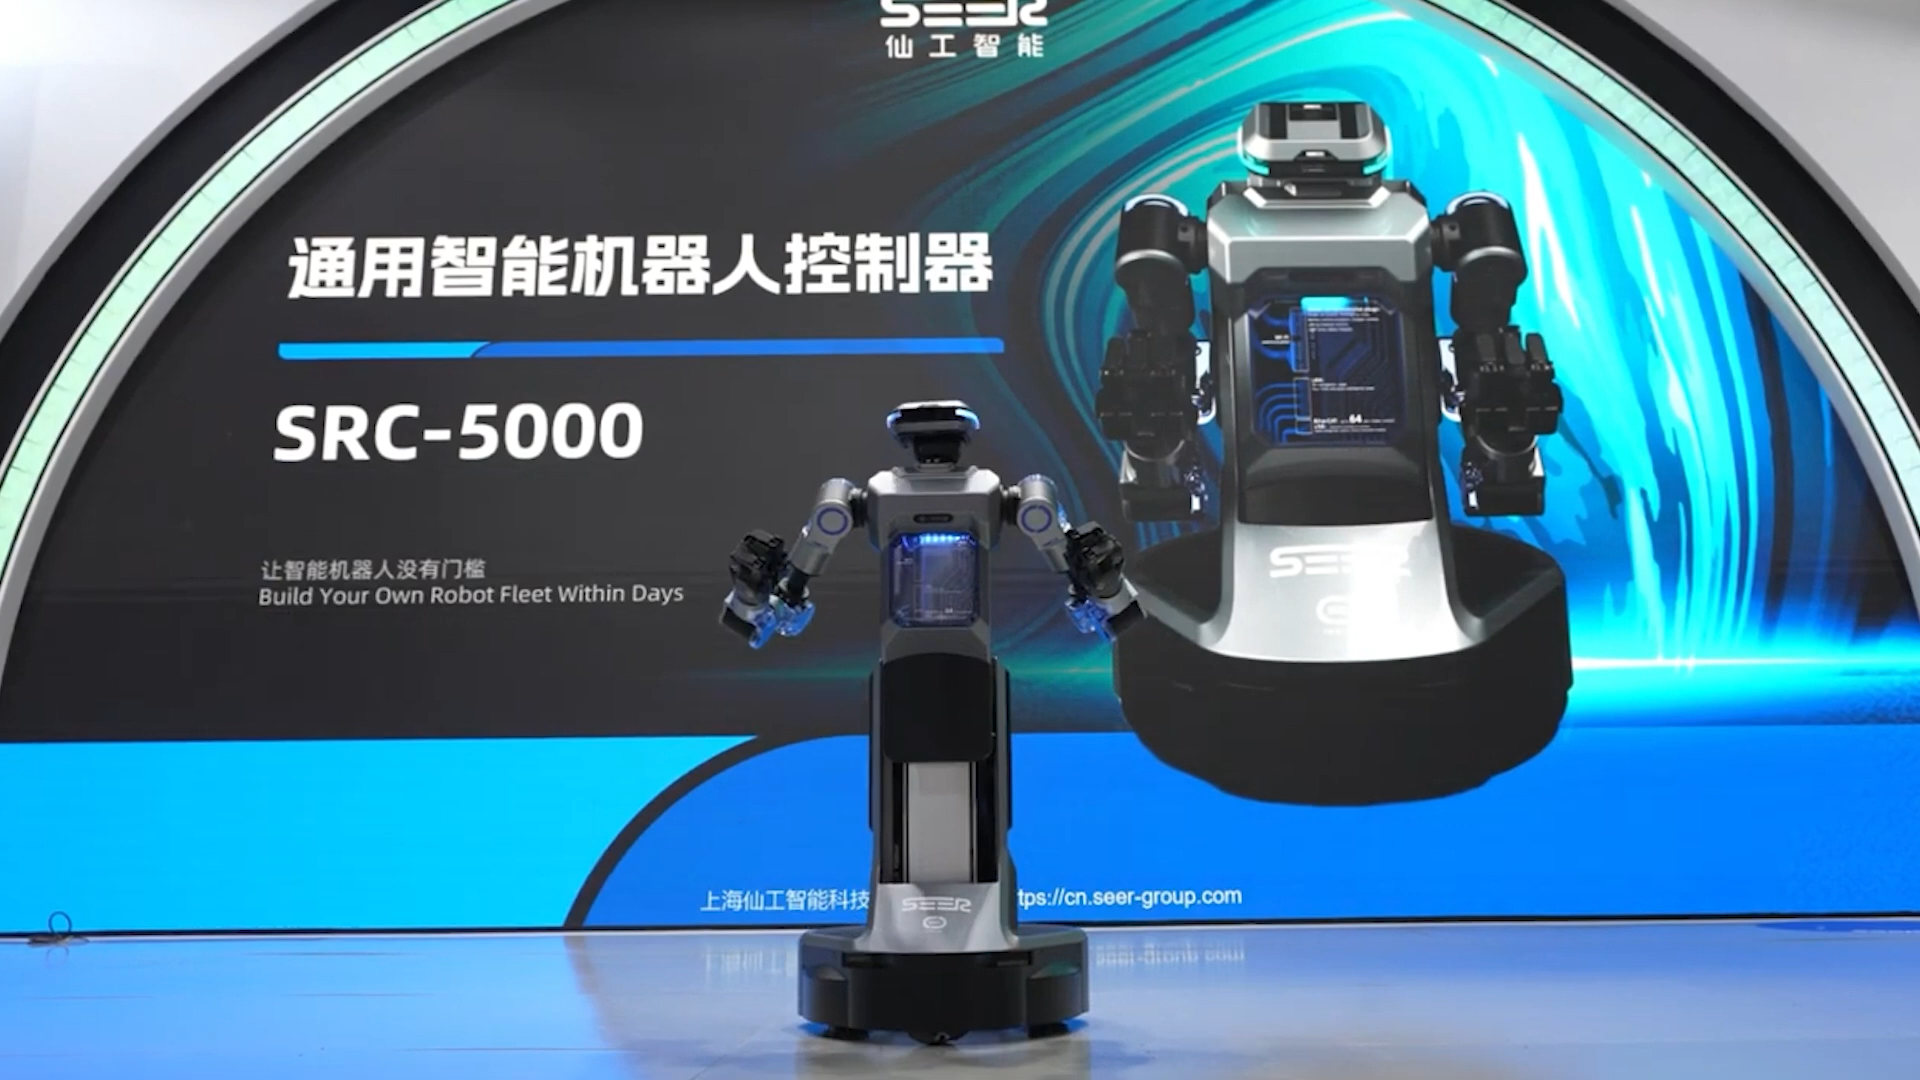 SEER
仙工智能
通用智能机器人控制器
SRC-5000
让智能机器人没有门槛
Build Your Own Robot Fleet Within Days
SEER
上海仙工智能科技
tps://cn.seer-group.com
SEER